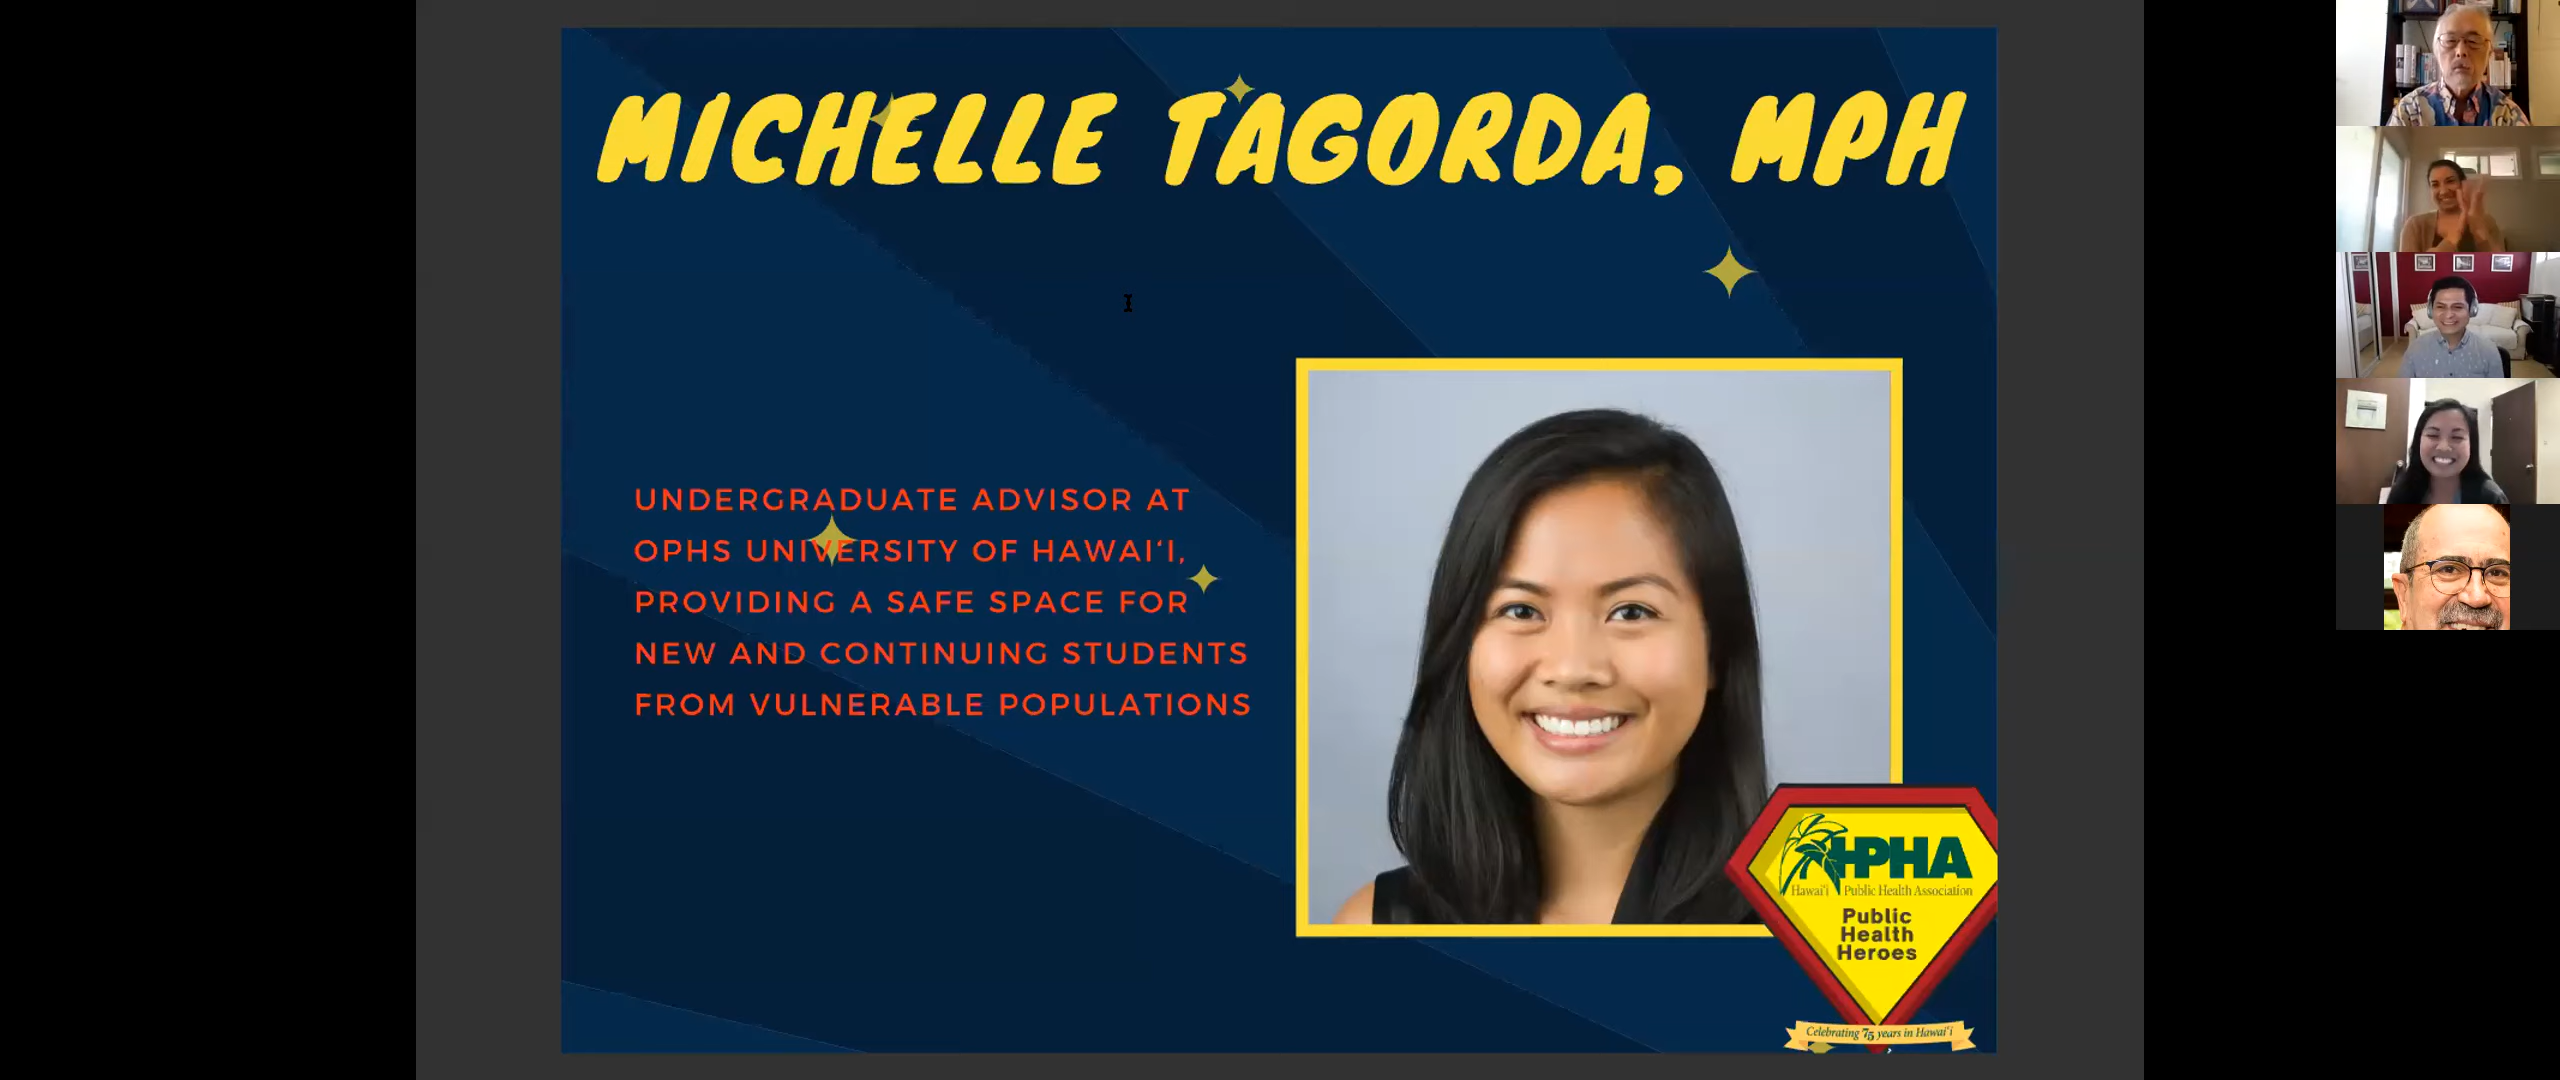 MICHELLE TAGORDA, MPH
UNDERGRADUATE ADVISOR AT
OPHS UNIVERSITY OF HAWAIʻI,
PROVIDING A SAFE SPACE FOR
NEW AND CONTINUING STUDENTS
FROM VULNERABLE POPULATIONS
HPHA
Hawai'i Public Health Association
Public
Health
Heroes
Celebrating 75 years in Hawai'i